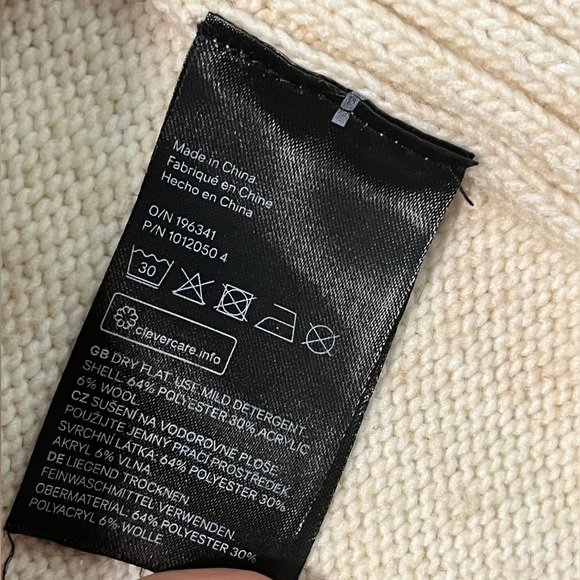 Made in China
Fabriqué en Chine
Hecho en China
O/N 196341
P/N 1012050 4
30
clevercare.info
GB DRY FLAT. USE MILD DETERGENT.
SHELL: 64% POLYESTER 30% ACRYLIC
6% WOOL
CZ SUŠENÍ NA VODOROVNE PLOSE.
POUŽIJTE JEMNÝ PRACÍ PROSTŘEDEK
SVRCHNÍ LÁTKA: 64% POLYESTER 30%
AKRYL 6% VLNA.
DE LIEGEND TROCKNEN.
FEINWASCHMITTEL VERWENDEN.
OBERMATERIAL: 64% POLYESTER 30%
POLYACRYL 6% WOLLE